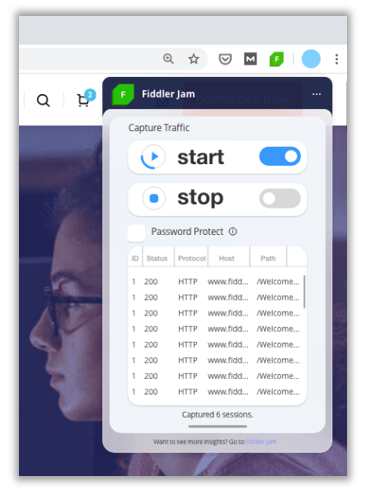 2
F Fiddler Jam ...
Capture Traffic
start
stop
Password Protect
ID Status Protocol Host Path
1 200 HTTP www.fidd... /Welcome...
1 200 HTTP www.fidd... /Welcome...
1 200 HTTP www.fidd... /Welcome...
1 200 HTTP www.fidd... /Welcome...
1 200 HTTP www.fidd... /Welcome...
1 200 HTTP www.fidd... /Welcome...
1 200 HTTP www.fidd... /Welcome...
1 200 HTTP www.fidd... /Welcome...
Captured 6 sessions.
Want to see more insights? Go to Fiddler Jam